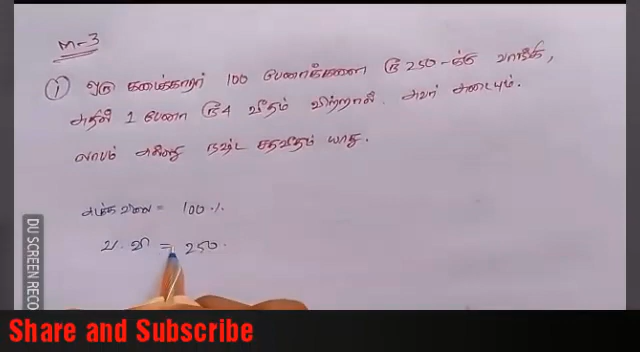 M-3
① ஒரு கடைக்காரர் 100 பேனாக்களை ரூ 250-க்கு வாங்கி,
அதில் 1 பேனா ரூ 4 வீதம் விற்றால் அவர் அடையும்
லாபம் அல்லது நஷ்ட சதவீதம் யாது.
அடக்க விலை = 100 %
வ. வி = 250.
DU SCREEN RECO
Share and Subscribe